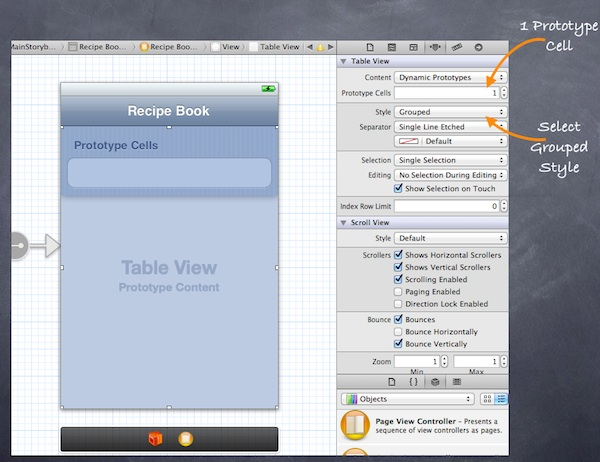 1 Prototype
Cell
MainStoryb... Recipe Boo... Recipe Boo... View Table View
Recipe Book
Prototype Cells
Table View
Prototype Content
Table View
Content Dynamic Prototypes
Prototype Cells 1
Style Grouped
Separator Single Line Etched
Default
Selection Single Selection
Editing No Selection During Editing
Show Selection on Touch
Index Row Limit 0
Select
Grouped
Style
Scroll View
Style Default
Scrollers Shows Horizontal Scrollers
Shows Vertical Scrollers
Scrolling Enabled
Paging Enabled
Direction Lock Enabled
Bounce Bounces
Bounce Horizontally
Bounce Vertically
Zoom 1 1
Min Max
{ }
Objects
Page View Controller – Presents a
sequence of view controllers as pages.